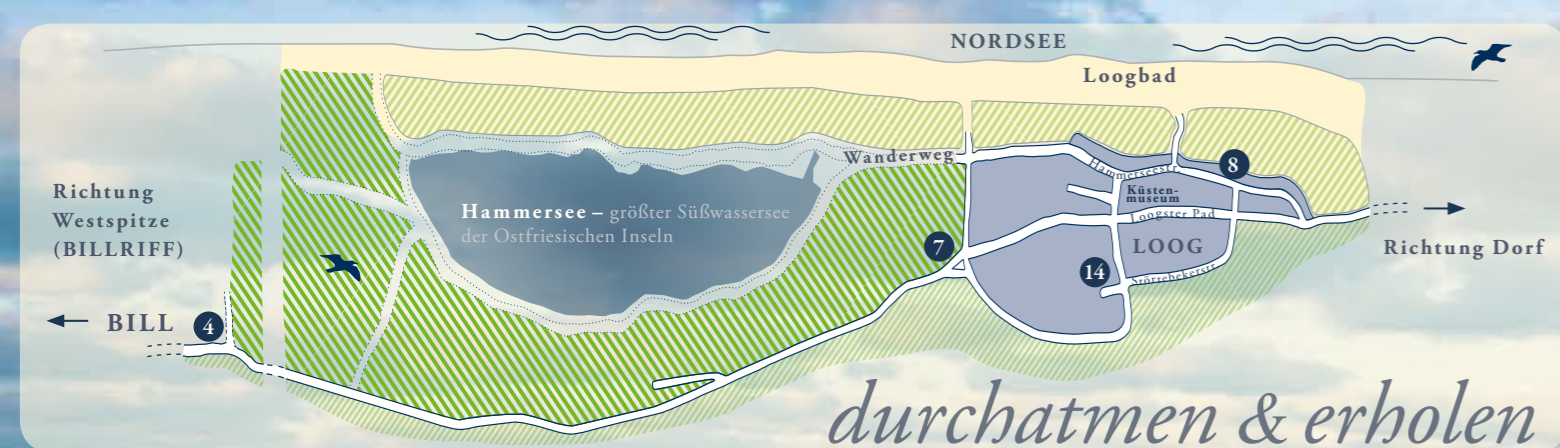 NORDSEE
Loogbad
Wanderweg
Hammerseestr.
8
Richtung
Westspitze
(BILLRIFF)
Küsten-
museum
Hammersee – größter Süßwassersee
der Ostfriesischen Inseln
Loogster Pad
7
LOOG
Richtung Dorf
14
Störtebekerstr.
BILL
4
durchatmen & erholen